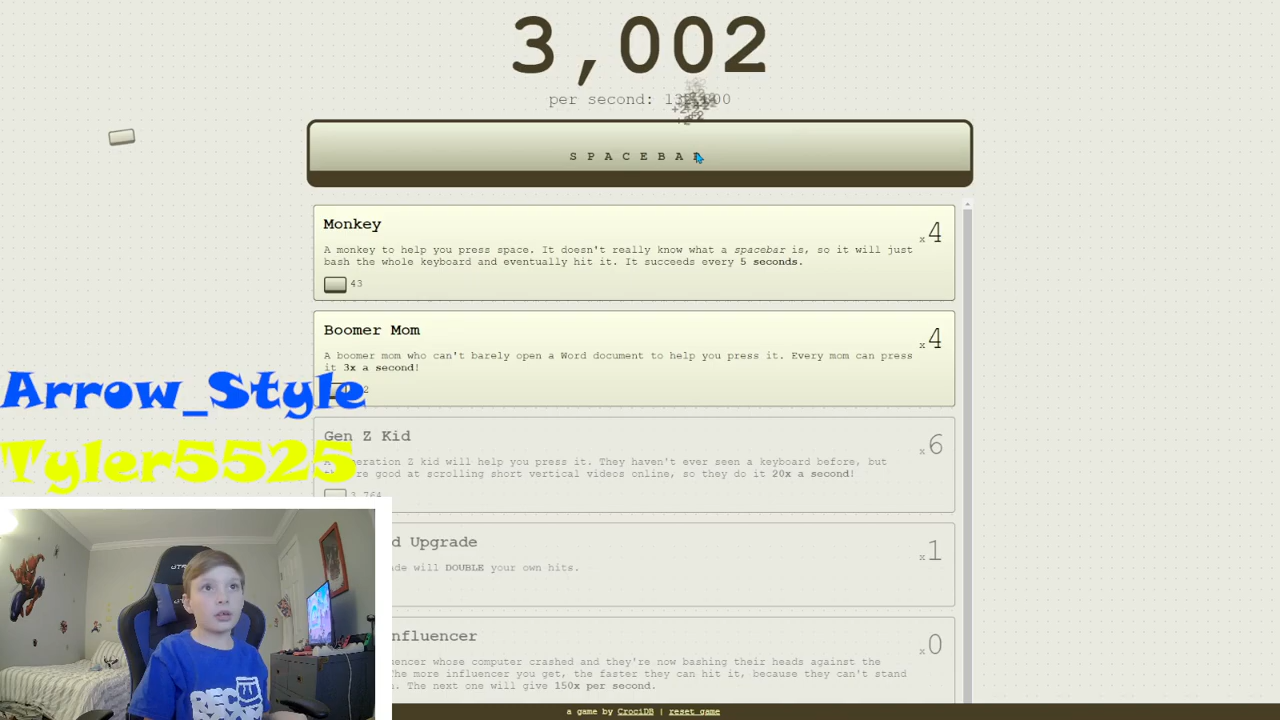 3,002
per second:
SPACEBAR
Monkey
x4
A monkey to help you press space. It doesn't really know what a spacebar is, so it will just
bash the whole keyboard and eventually hit it. It succeeds every 5 seconds.
43
Boomer Mom
x4
A boomer mom who can't barely open a Word document to help you press it. Every mom can press
it 3x a second!
Arrow_Style
Gen Z Kid
x6
generation Z kid will help you press it. They haven't ever seen a keyboard before, but
good at scrolling short vertical videos online, so they do it 20x a second!
Tyler5525
Upgrade
x1
will DOUBLE your own hits.
x0
whose computer crashed and they're now bashing their heads against the
The more influencer you get, the faster they can hit it, because they can't stand
The next one will give 150x per second.
a game by CrociDB | reset game